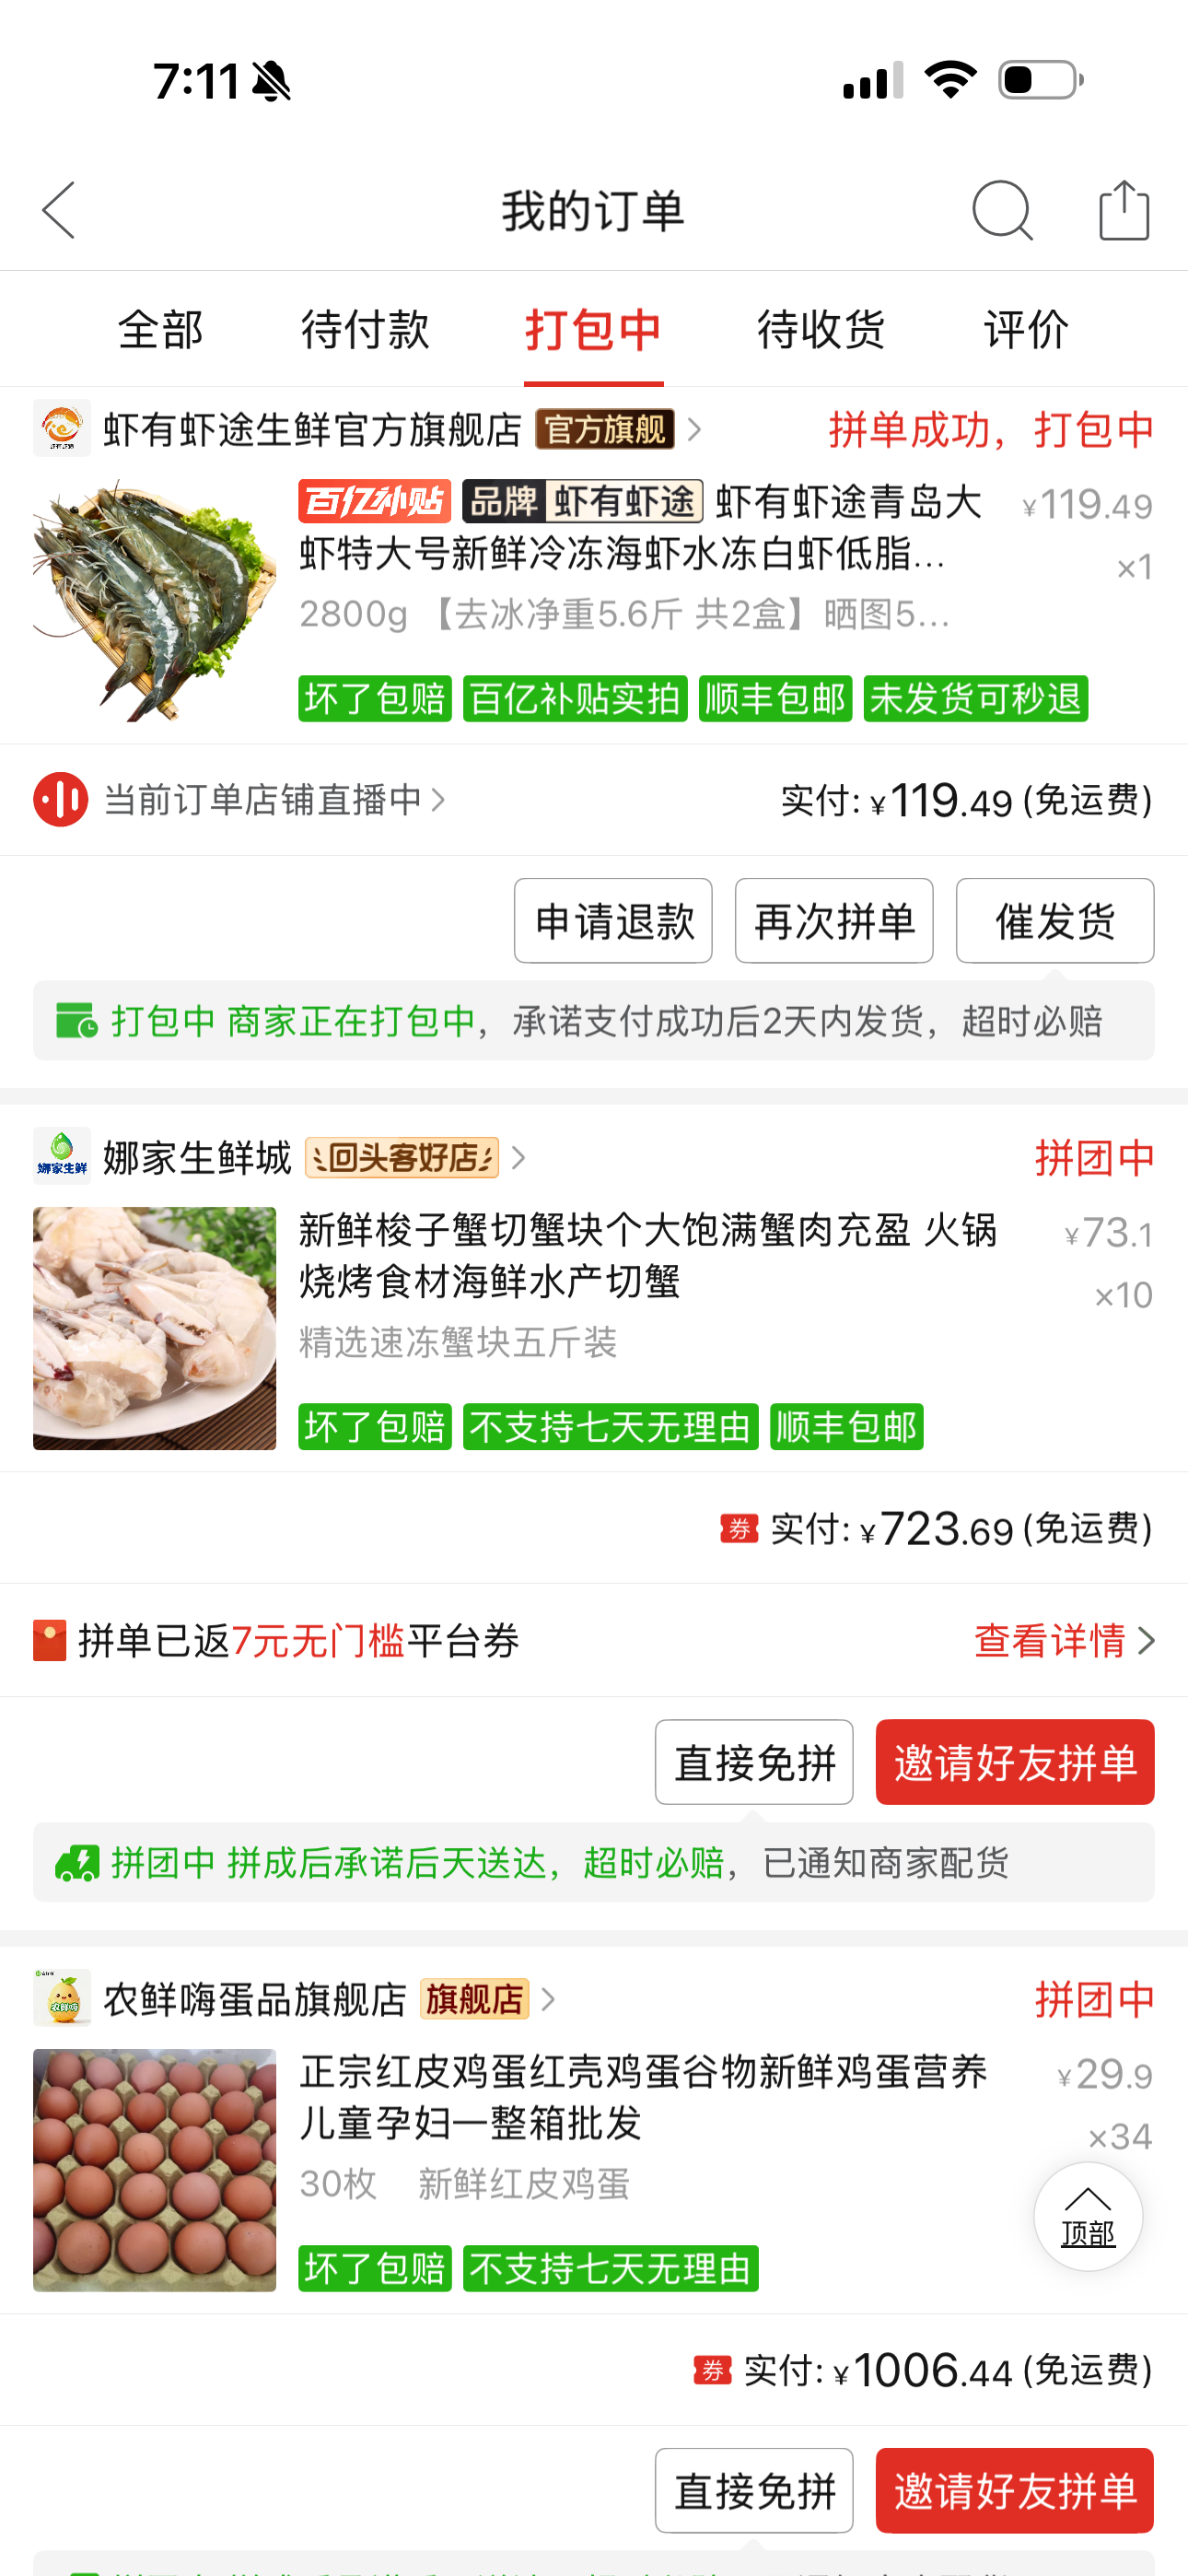 7:11
我的订单
全部 待付款 打包中 待收货 评价
虾有虾途生鲜官方旗舰店 官方旗舰 拼单成功，打包中
百亿补贴 品牌 虾有虾途 虾有虾途青岛大 ¥119.49
虾特大号新鲜冷冻海虾水冻白虾低脂... ×1
2800g 【去冰净重5.6斤 共2盒】晒图5...
坏了包赔 百亿补贴实拍 顺丰包邮 未发货可秒退
当前订单店铺直播中 实付: ¥119.49 (免运费)
申请退款 再次拼单 催发货
打包中 商家正在打包中，承诺支付成功后2天内发货，超时必赔
娜家生鲜
娜家生鲜城 回头客好店 拼团中
新鲜梭子蟹切蟹块个大饱满蟹肉充盈 火锅 ¥73.1
烧烤食材海鲜水产切蟹 ×10
精选速冻蟹块五斤装
坏了包赔 不支持七天无理由 顺丰包邮
券 实付: ¥723.69 (免运费)
拼单已返7元无门槛平台券 查看详情
直接免拼 邀请好友拼单
拼团中 拼成后承诺后天送达，超时必赔，已通知商家配货
农鲜嗨
农鲜嗨蛋品旗舰店 旗舰店 拼团中
正宗红皮鸡蛋红壳鸡蛋谷物新鲜鸡蛋营养 ¥29.9
儿童孕妇一整箱批发 ×34
30枚 新鲜红皮鸡蛋
顶部
坏了包赔 不支持七天无理由
券 实付: ¥1006.44 (免运费)
直接免拼 邀请好友拼单